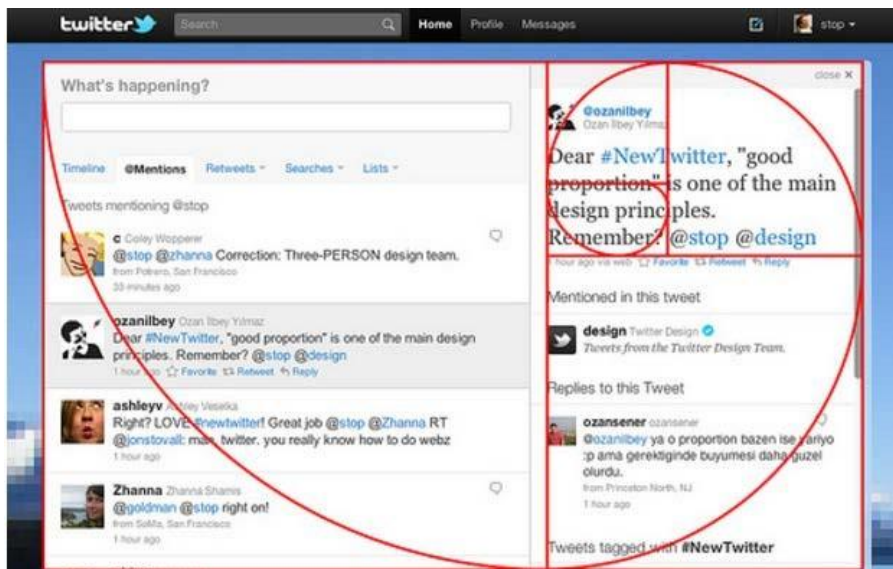 twitter
Search
Home Profile Messages
stop
What's happening?
Timeline @Mentions Retweets Searches Lists
Tweets mentioning @stop
c Coley Wopperer
@stop @zhanna Correction: Three-PERSON design team.
from Potrero, San Francisco
33 minutes ago
ozanilbey Ozan Ilbey Yılmaz
Dear #NewTwitter, "good proportion" is one of the main design
principles. Remember? @stop @design
1 hour ago Favorite Retweet Reply
ashleyv Ashley Veselka
Right? LOVE #newtwitter! Great job @stop @Zhanna RT
@jonstovall: man, twitter. you really know how to do webz
1 hour ago
Zhanna Zhanna Shamis
@goldman @stop right on!
from SoMa, San Francisco
1 hour ago
close X
@ozanilbey
Ozan Ilbey Yılmaz
Dear #NewTwitter, "good
proportion" is one of the main
design principles.
Remember? @stop @design
1 hour ago via web Favorite Retweet Reply
Mentioned in this tweet
design Twitter Design
Tweets from the Twitter Design Team.
Replies to this Tweet
ozansener ozansener
@ozanilbey ya o proportion bazen ise yariyo
:p ama gerektiginde buyumesi daha guzel
olurdu.
from Princeton North, NJ
1 hour ago
Tweets tagged with #NewTwitter